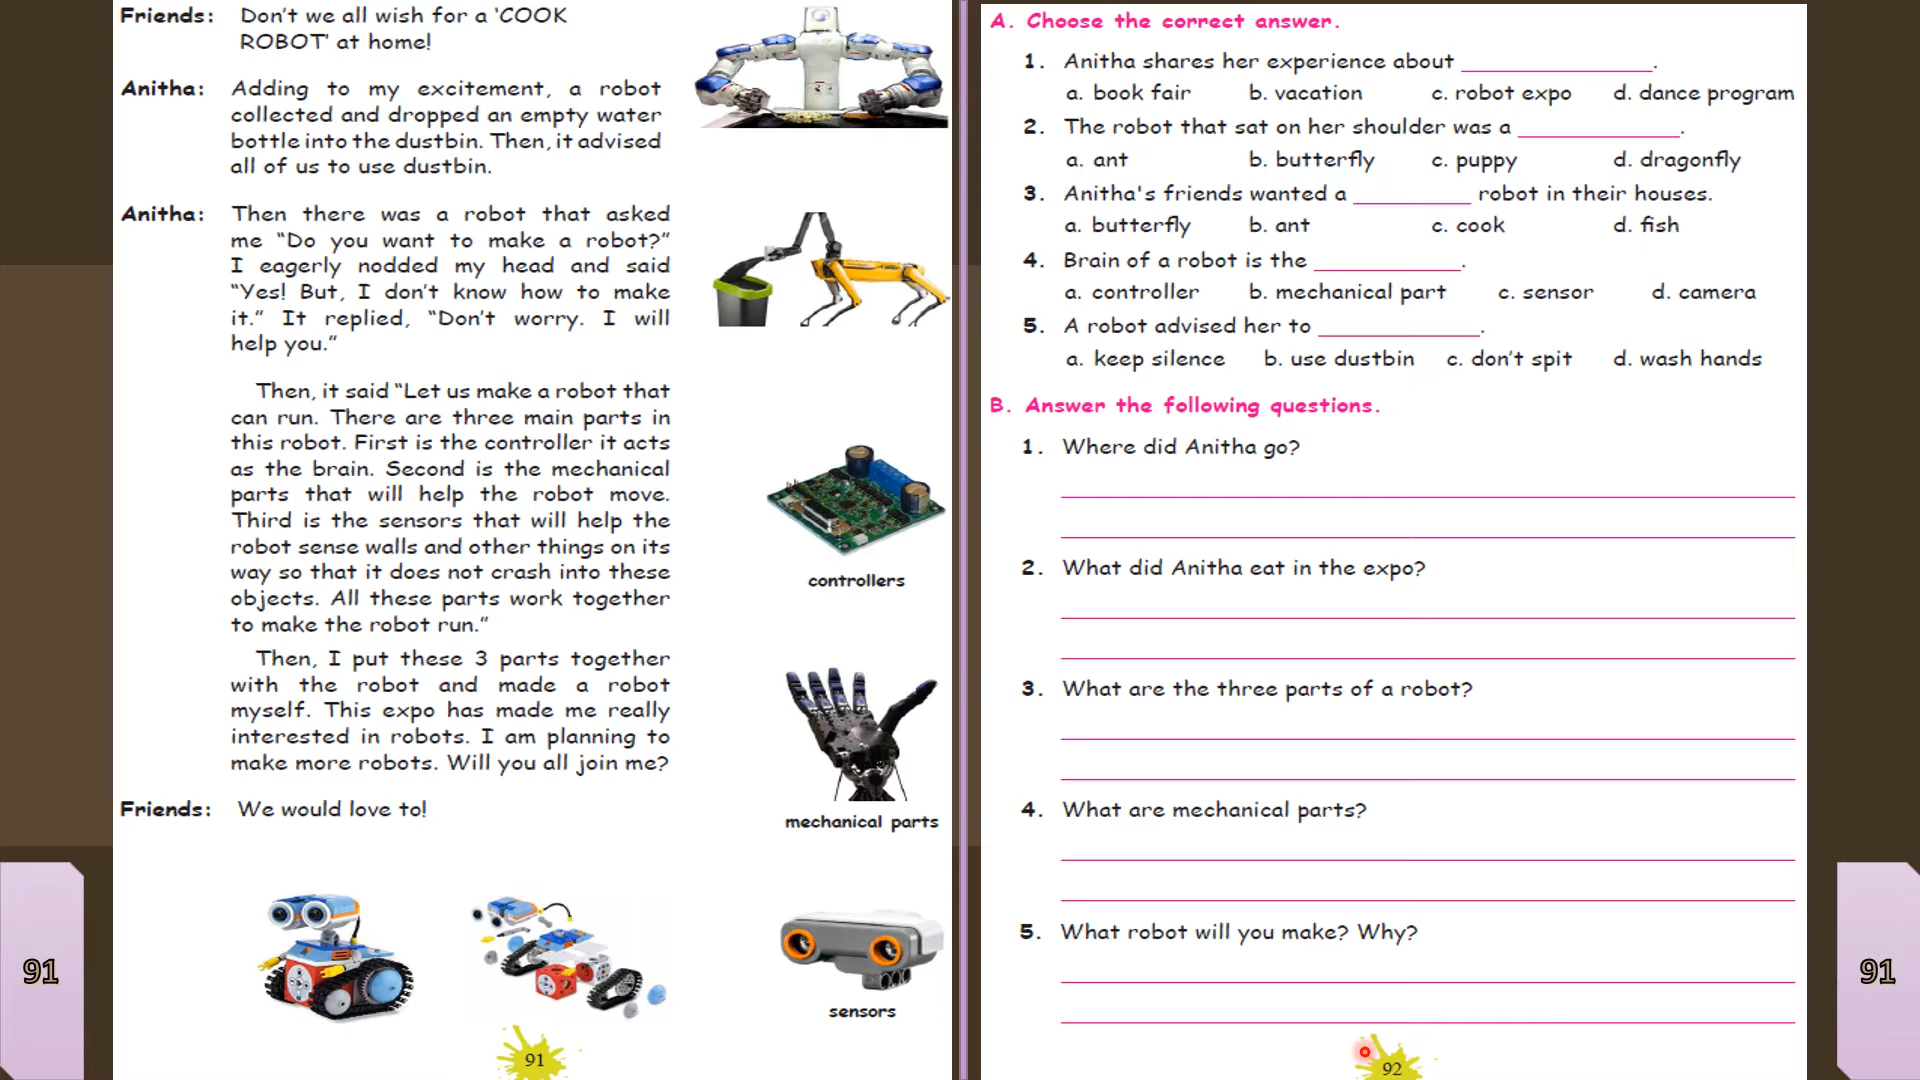 Friends: Don't we all wish for a ‘COOK
ROBOT’ at home!
Anitha: Adding to my excitement, a robot
collected and dropped an empty water
bottle into the dustbin. Then, it advised
all of us to use dustbin.
Anitha: Then there was a robot that asked
me “Do you want to make a robot?”
I eagerly nodded my head and said
“Yes! But, I don't know how to make
it.” It replied, “Don't worry. I will
help you.”
Then, it said “Let us make a robot that
can run. There are three main parts in
this robot. First is the controller it acts
as the brain. Second is the mechanical
parts that will help the robot move.
Third is the sensors that will help the
robot sense walls and other things on its
way so that it does not crash into these
objects. All these parts work together
to make the robot run.”
Then, I put these 3 parts together
with the robot and made a robot
myself. This expo has made me really
interested in robots. I am planning to
make more robots. Will you all join me?
Friends: We would love to!
controllers
mechanical parts
sensors
91
91
A. Choose the correct answer.
1. Anitha shares her experience about ______________.
a. book fair b. vacation c. robot expo d. dance program
2. The robot that sat on her shoulder was a ____________.
a. ant b. butterfly c. puppy d. dragonfly
3. Anitha's friends wanted a _________ robot in their houses.
a. butterfly b. ant c. cook d. fish
4. Brain of a robot is the ___________.
a. controller b. mechanical part c. sensor d. camera
5. A robot advised her to ____________.
a. keep silence b. use dustbin c. don't spit d. wash hands
B. Answer the following questions.
1. Where did Anitha go?
2. What did Anitha eat in the expo?
3. What are the three parts of a robot?
4. What are mechanical parts?
5. What robot will you make? Why?
92
91